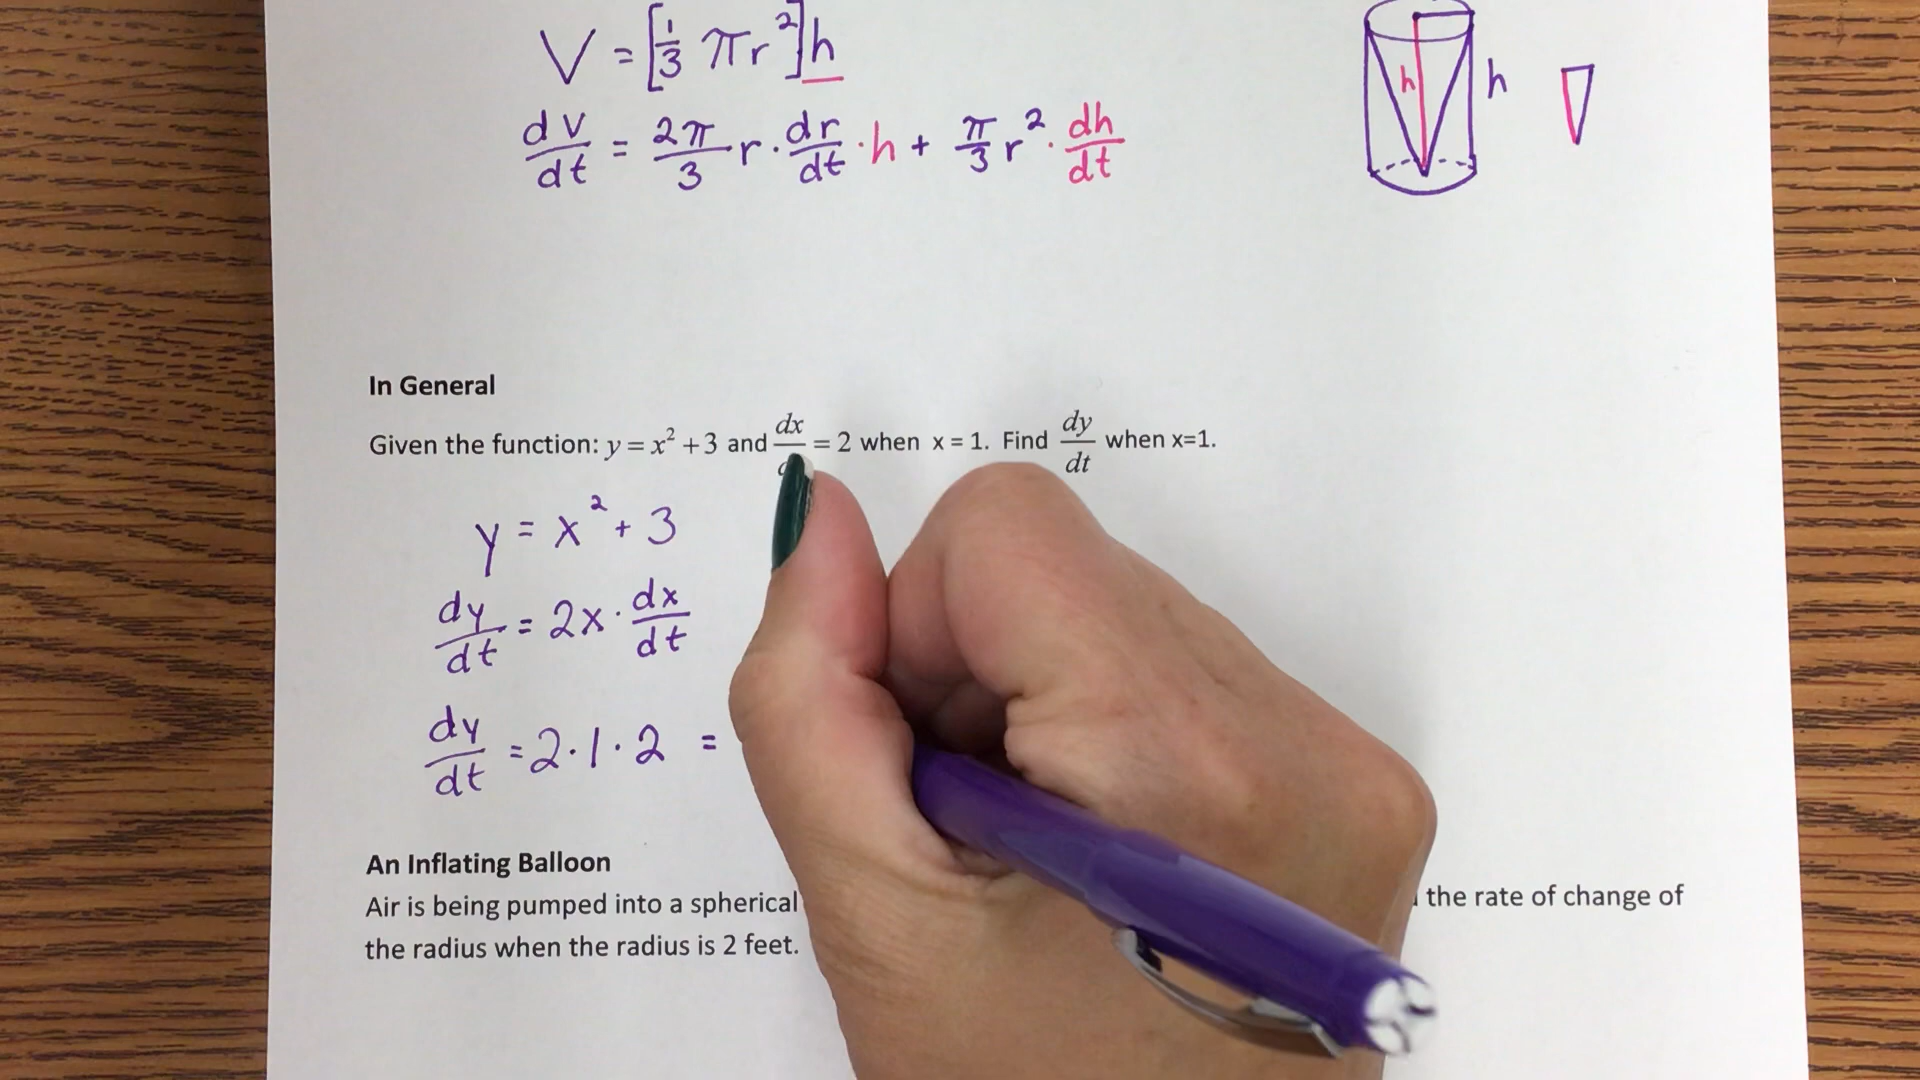 V = [1/3 πr²]h
dv/dt = 2π/3 r · dr/dt · h + π/3 r² · dh/dt
h
h
In General
Given the function: y = x² + 3 and dx = 2 when x = 1. Find dy/dt when x=1.
y = x² + 3
dy/dt = 2x · dx/dt
dy/dt = 2 · 1 · 2 =
An Inflating Balloon
Air is being pumped into a spherical the rate of change of
the radius when the radius is 2 feet.